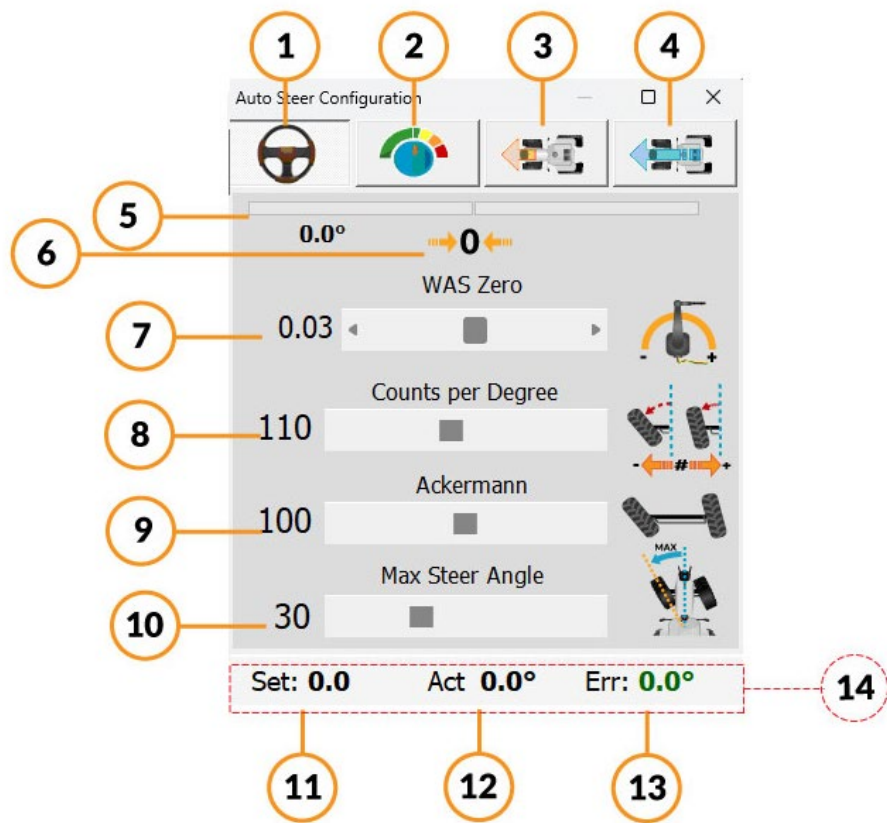 1 2 3 4
Auto Steer Configuration
5
0.0°
6
0
WAS Zero
7
0.03
- +
Counts per Degree
8
110
- # +
Ackermann
9
100
MAX
Max Steer Angle
10
30
Set: 0.0 Act 0.0° Err: 0.0°
14
11 12 13